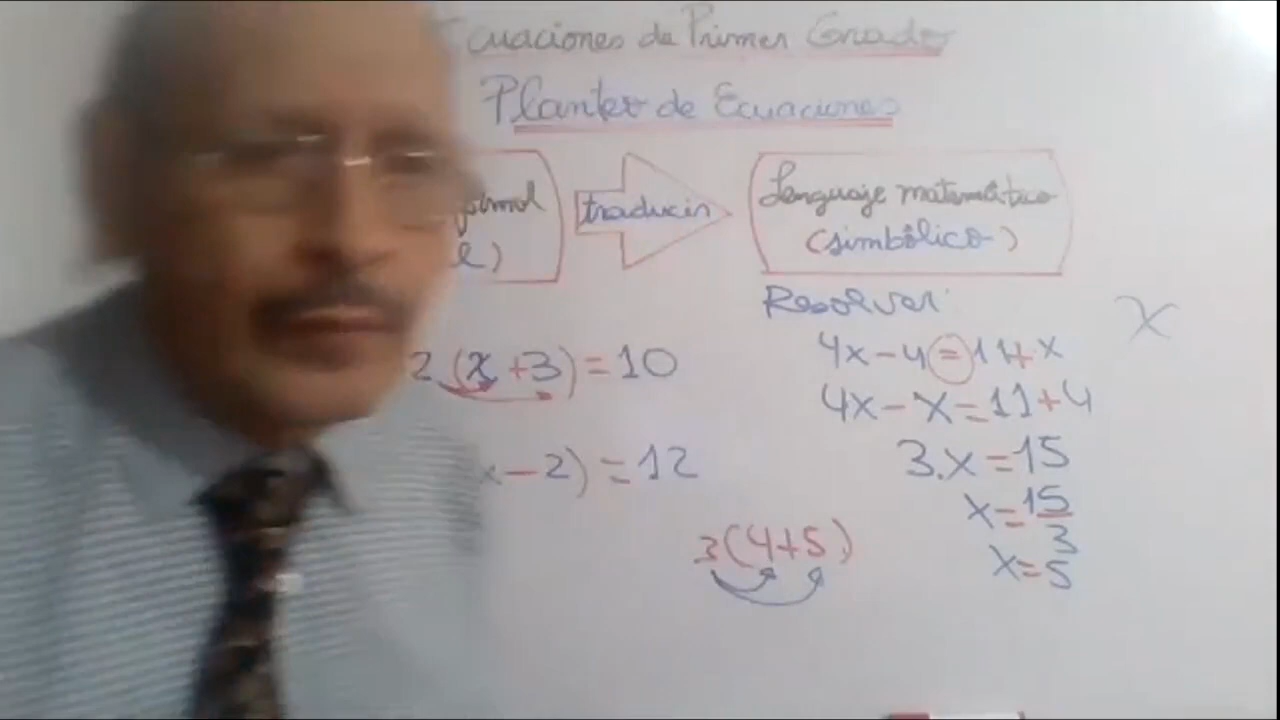 Ecuaciones de Primer Grado
Planteo de Ecuaciones
traducir
Lenguaje matemático
(simbólico)
Resolver:
2(x+3)=10
4x-4=11+x
4x-x=11+4
x-2)=12
3.x=15
x=15/3
3(4+5)
x=5
X